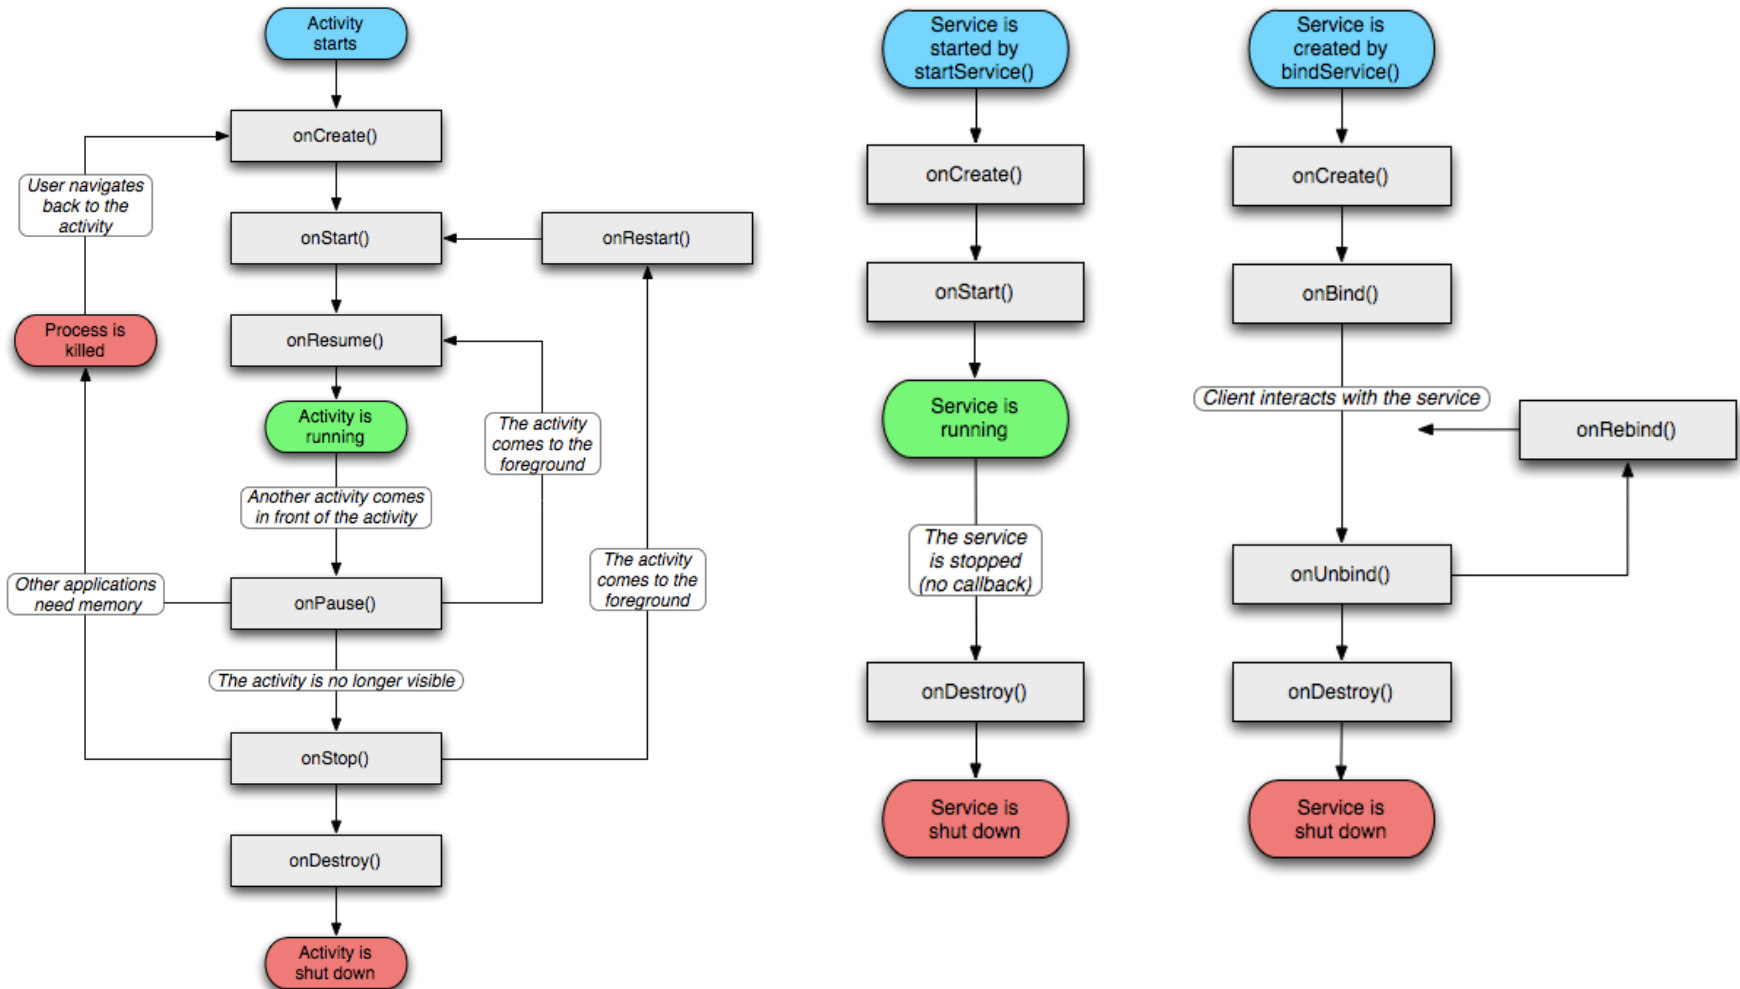 Activity
starts
onCreate()
User navigates
back to the
activity
onStart()
onRestart()
Process is
killed
onResume()
Activity is
running
The activity
comes to the
foreground
Another activity comes
in front of the activity
Other applications
need memory
onPause()
The activity
comes to the
foreground
The activity is no longer visible
onStop()
onDestroy()
Activity is
shut down
Service is
started by
startService()
onCreate()
onStart()
Service is
running
The service
is stopped
(no callback)
onDestroy()
Service is
shut down
Service is
created by
bindService()
onCreate()
onBind()
Client interacts with the service
onRebind()
onUnbind()
onDestroy()
Service is
shut down